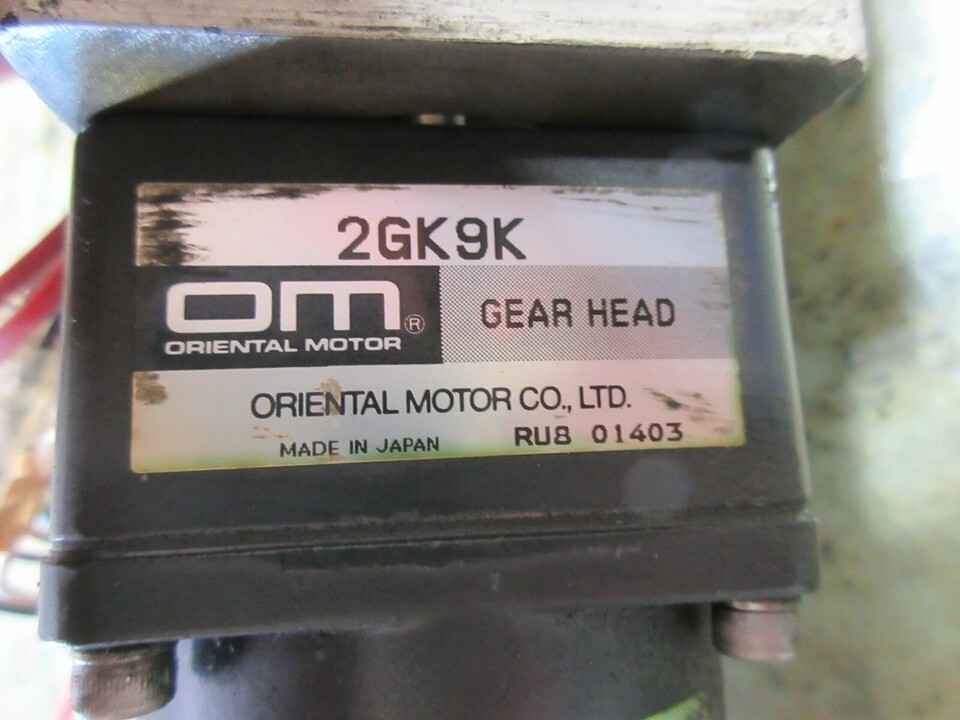 2GK9K
om®
ORIENTAL MOTOR
GEAR HEAD
ORIENTAL MOTOR CO., LTD.
MADE IN JAPAN RU8 01403